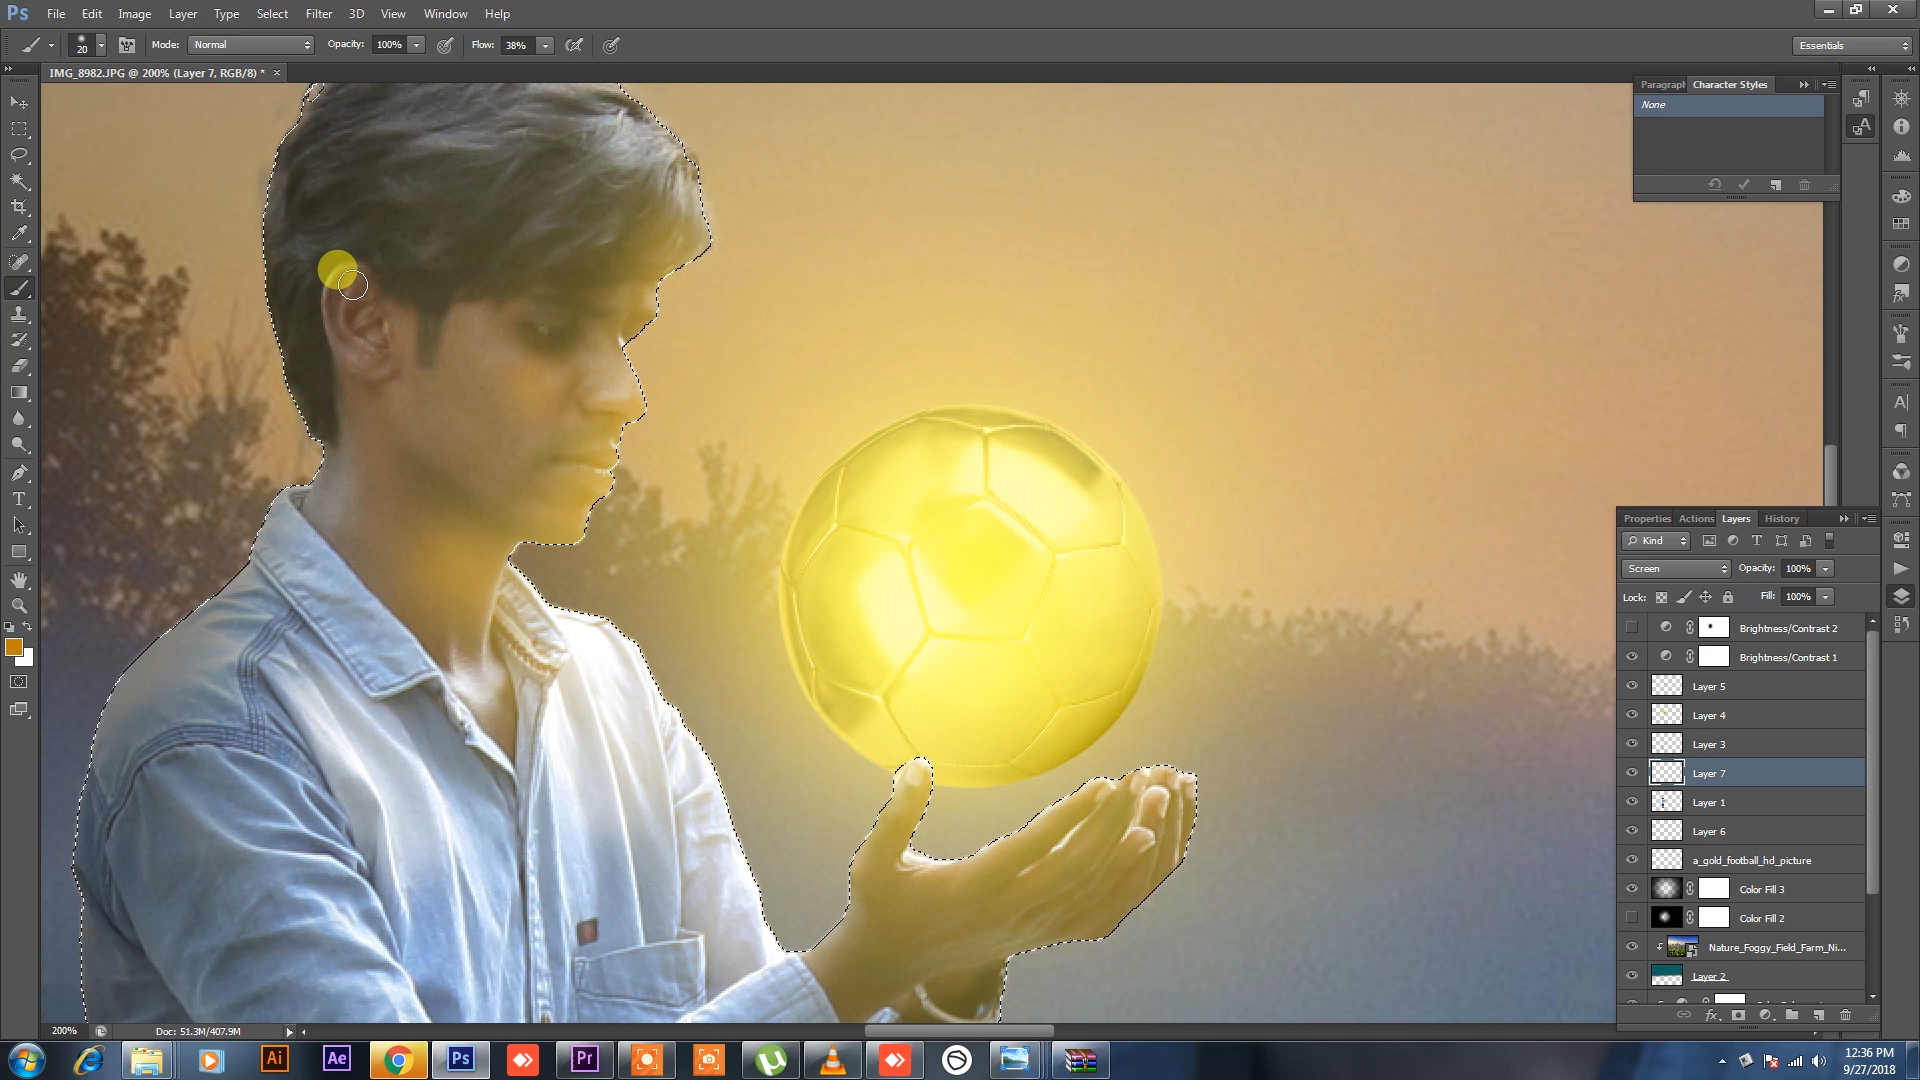 Ps File Edit Image Layer Type Select Filter 3D View Window Help
20 Mode: Normal Opacity: 100% Flow: 38% Essentials
IMG_8982.JPG @ 200% (Layer 7, RGB/8) * ×
Paragraph Character Styles
None
Properties Actions Layers History
Kind
Screen Opacity: 100%
Lock: Fill: 100%
Brightness/Contrast 2
Brightness/Contrast 1
Layer 5
Layer 4
Layer 3
Layer 7
Layer 1
Layer 6
a_gold_football_hd_picture
Color Fill 3
Color Fill 2
Nature_Foggy_Field_Farm_Ni...
Layer 2
200% Doc: 51.3M/407.9M
Ai Ae Ps Pr
12:36 PM
9/27/2018